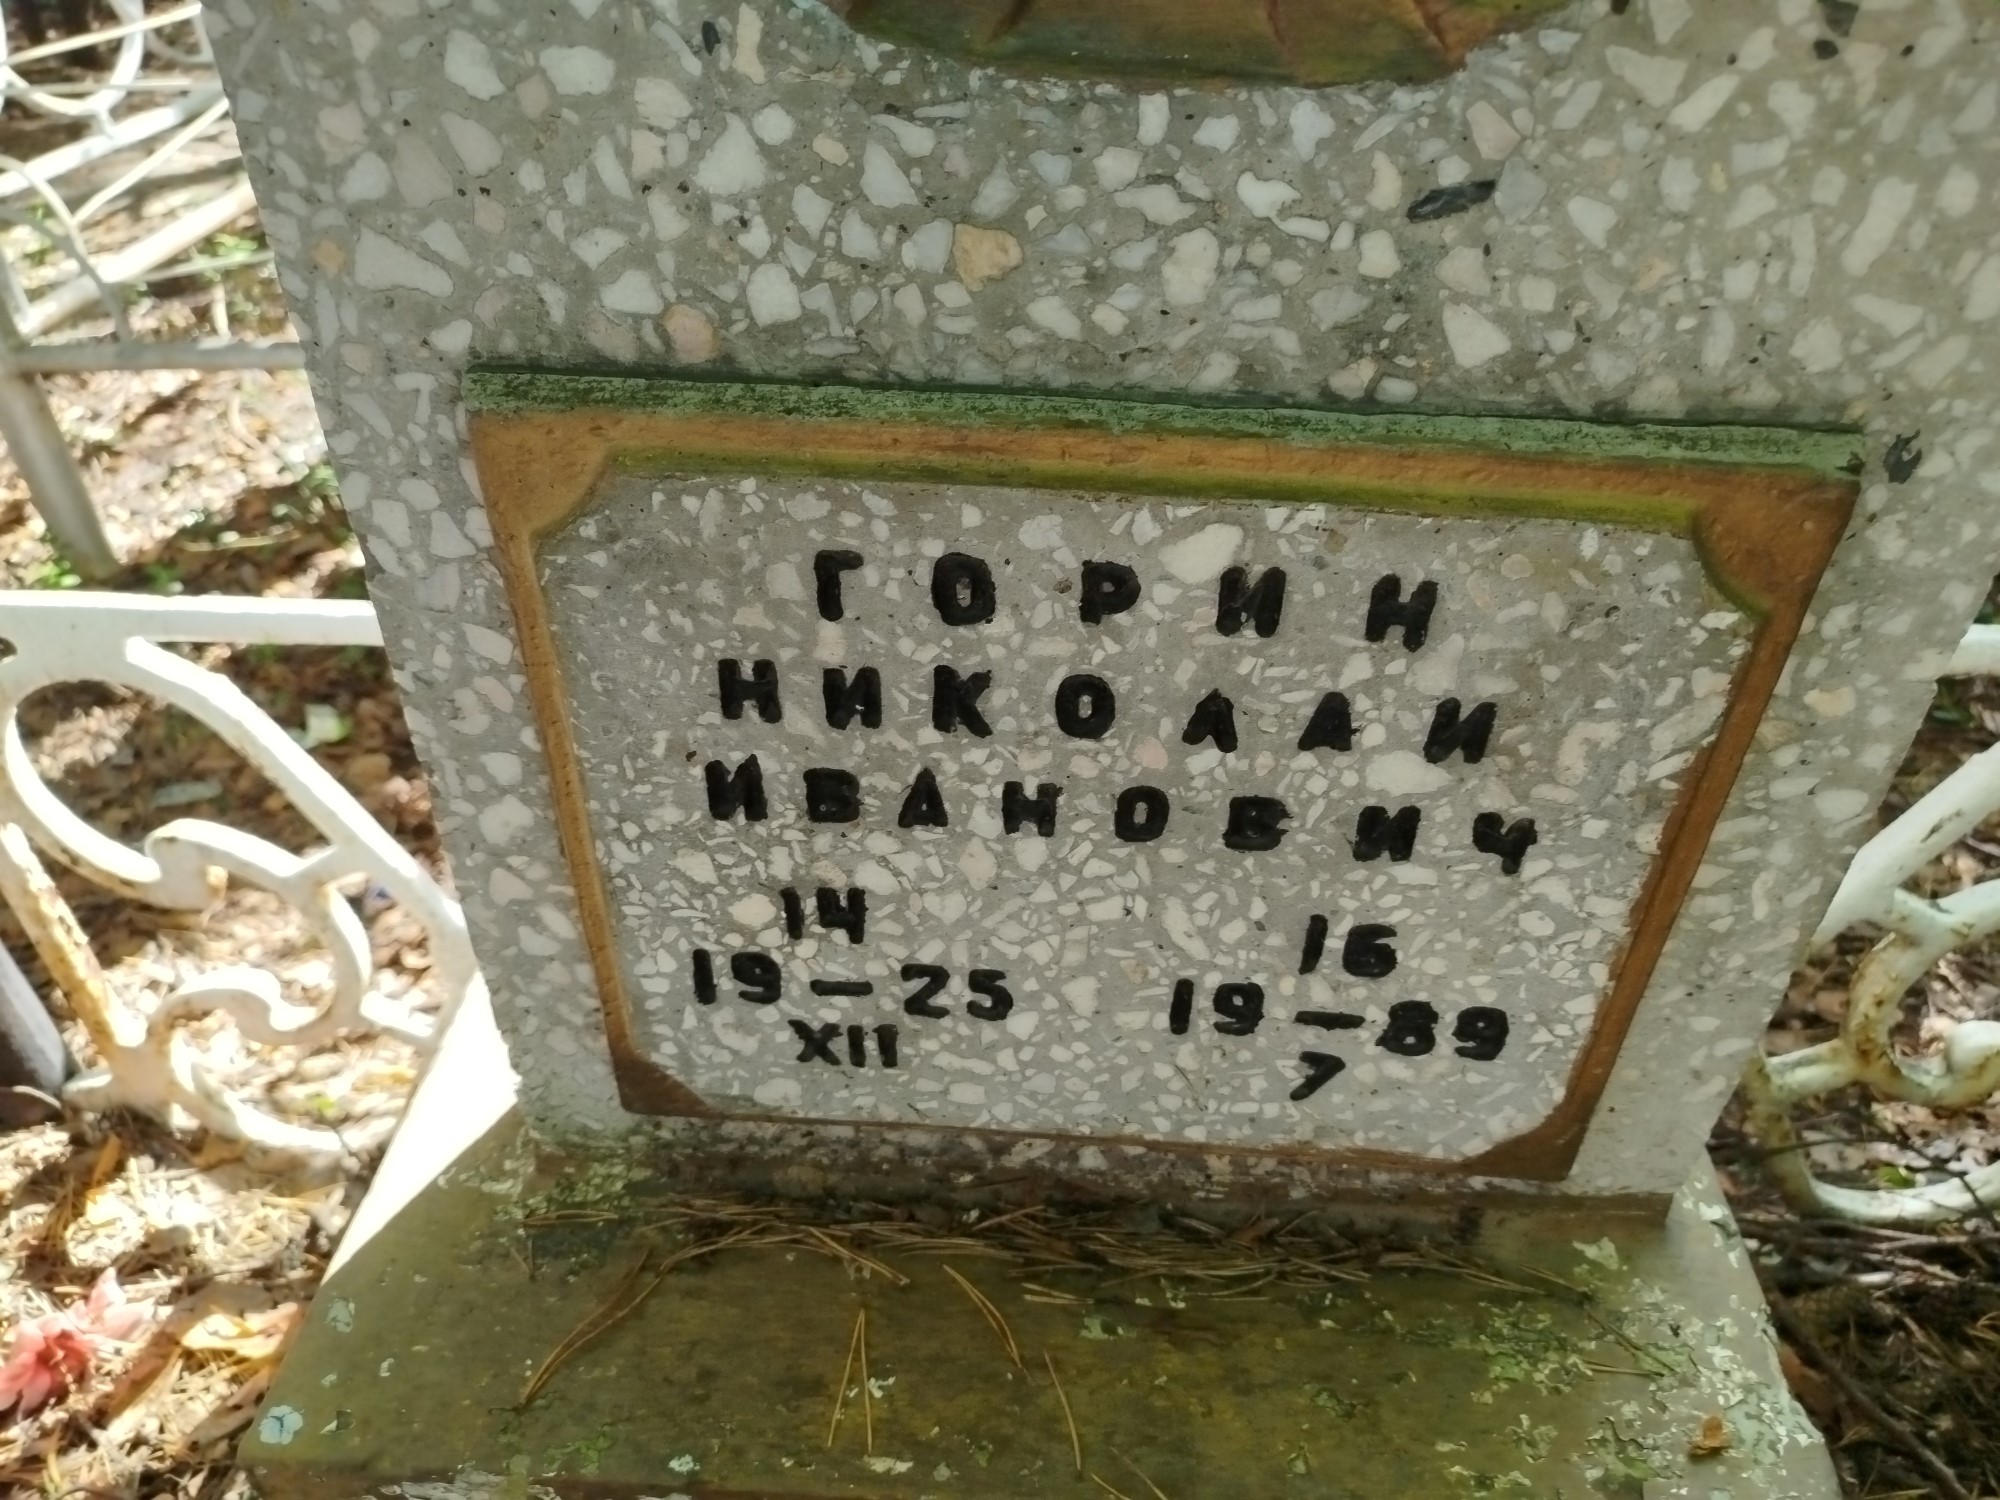 ГОРИН
НИКОЛАИ
ИВАНОВИЧ
14 16
19—25 19—89
XII 7